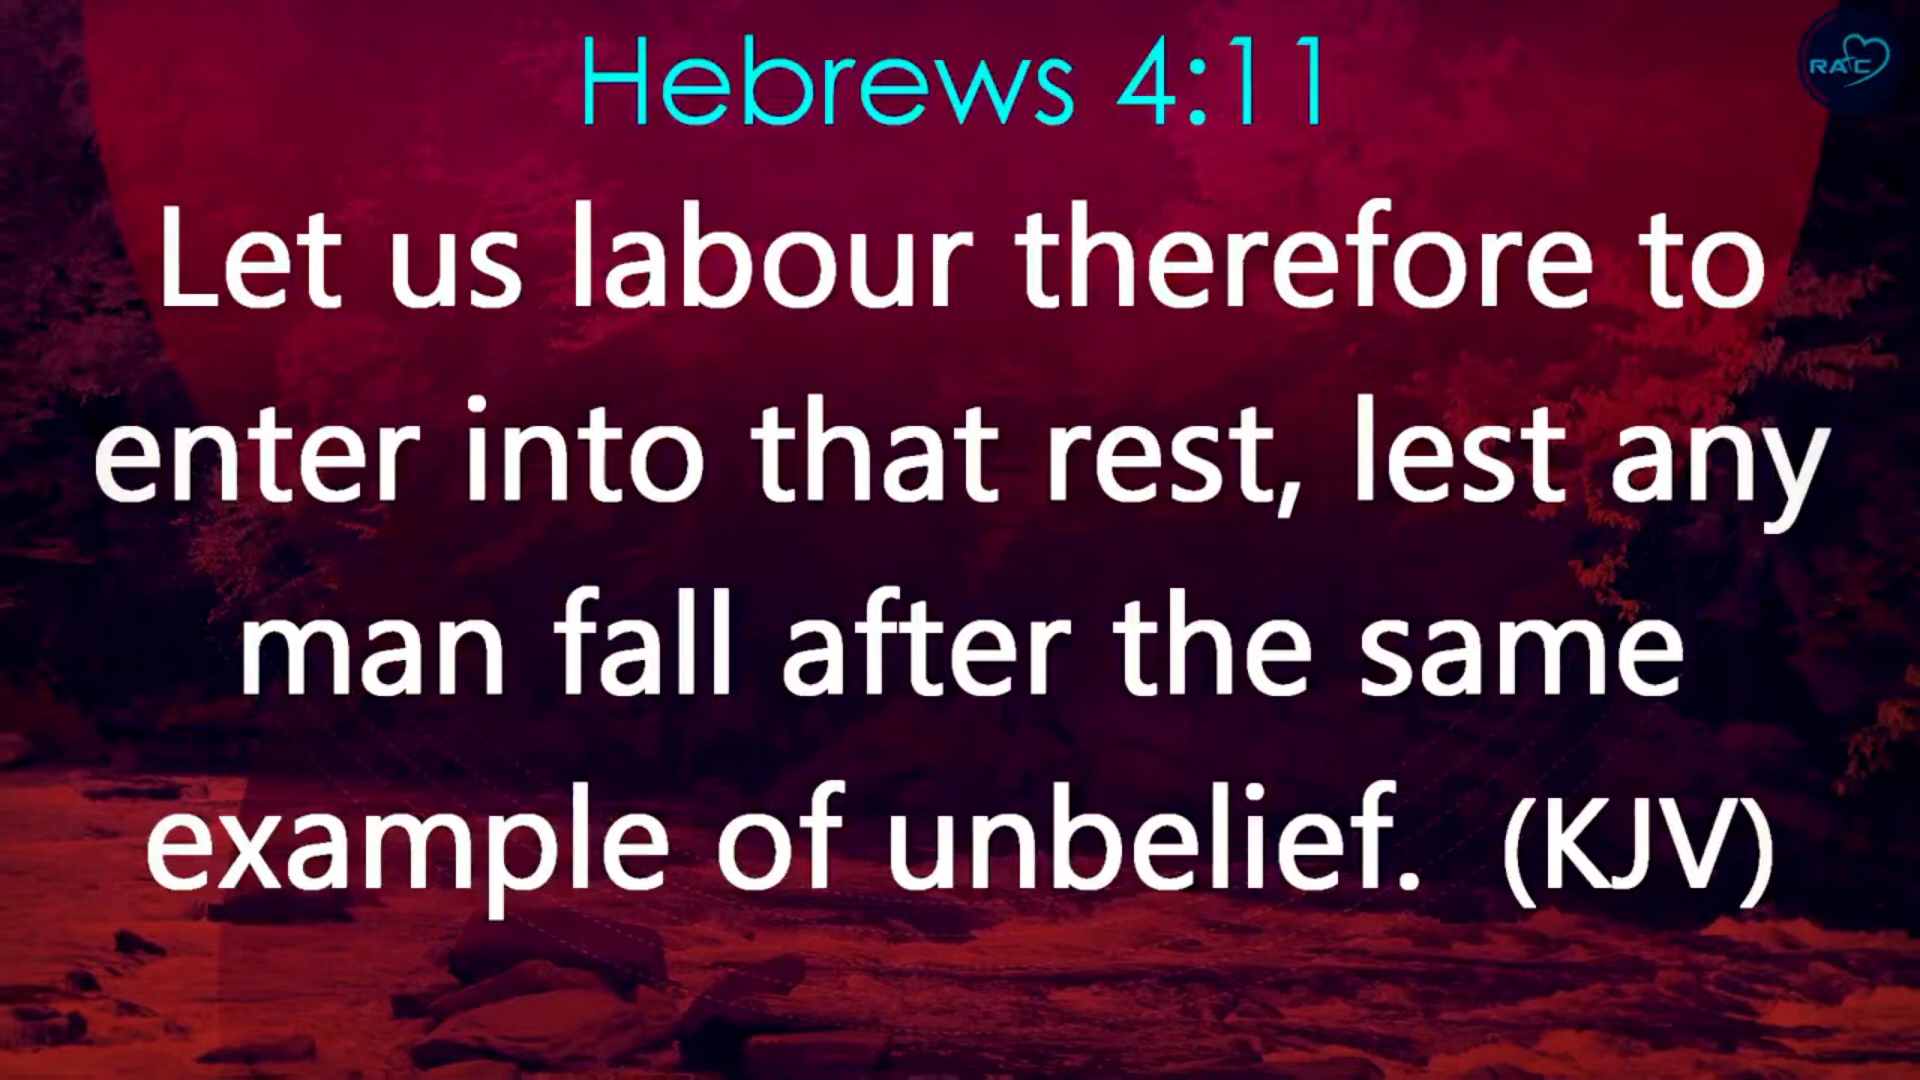 Hebrews 4:11
RAC
Let us labour therefore to
enter into that rest, lest any
man fall after the same
example of unbelief. (KJV)